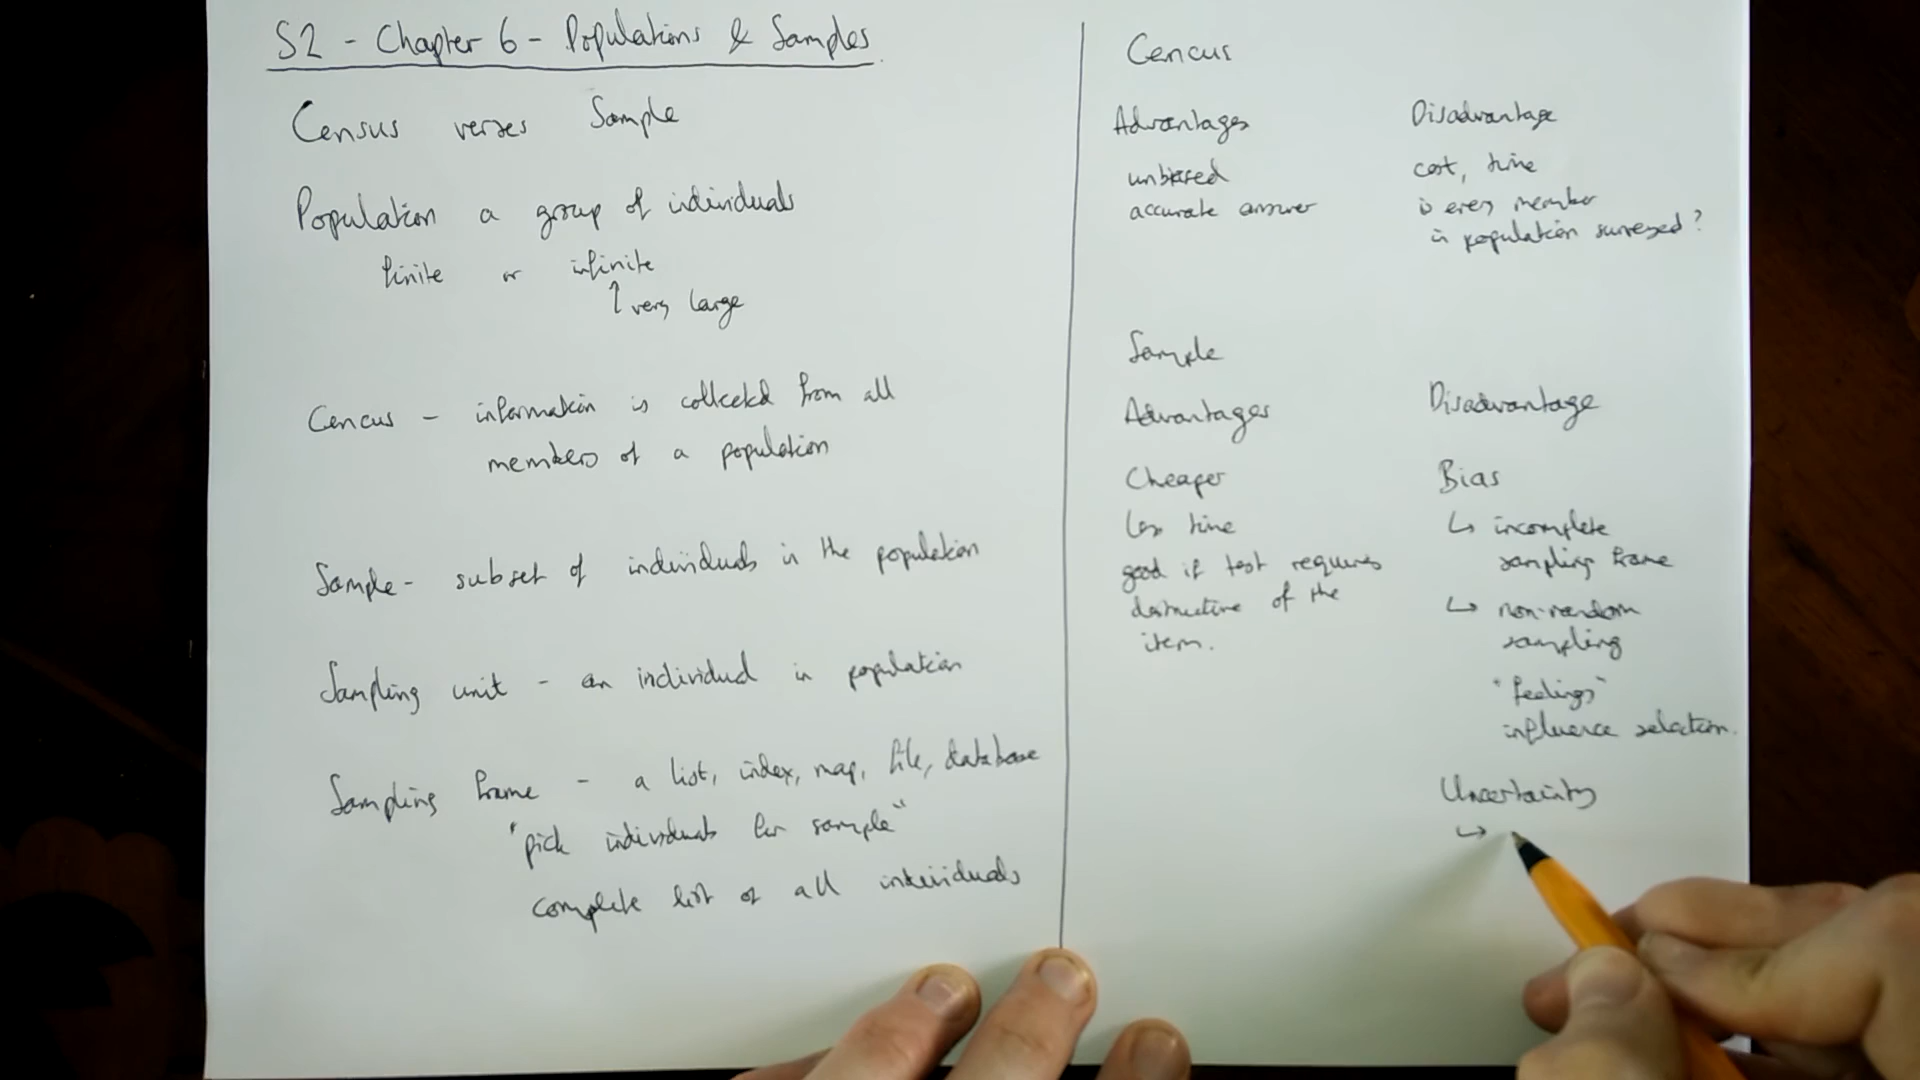 S2 - Chapter 6 - Populations & Samples
Census verses Sample
Population a group of individuals
finite or infinite
↑ very large
Cencus - information is collected from all
members of a population
Sample - subset of individuals in the population
Sampling unit - an individual in population
Sampling frame - a list, index, map, file, database
"pick individuals for sample"
complete list of all individuals
Cencus
Advantages
unbiased
accurate answer
Disadvantage
cost, time
is every member
in population surveyed?
Sample
Advantages
Cheaper
Less time
good if test requires
destructive of the
item.
Disadvantage
Bias
↳ incomplete
sampling frame
↳ non-random
sampling
"feelings"
influence selection.
Uncertainty
↳